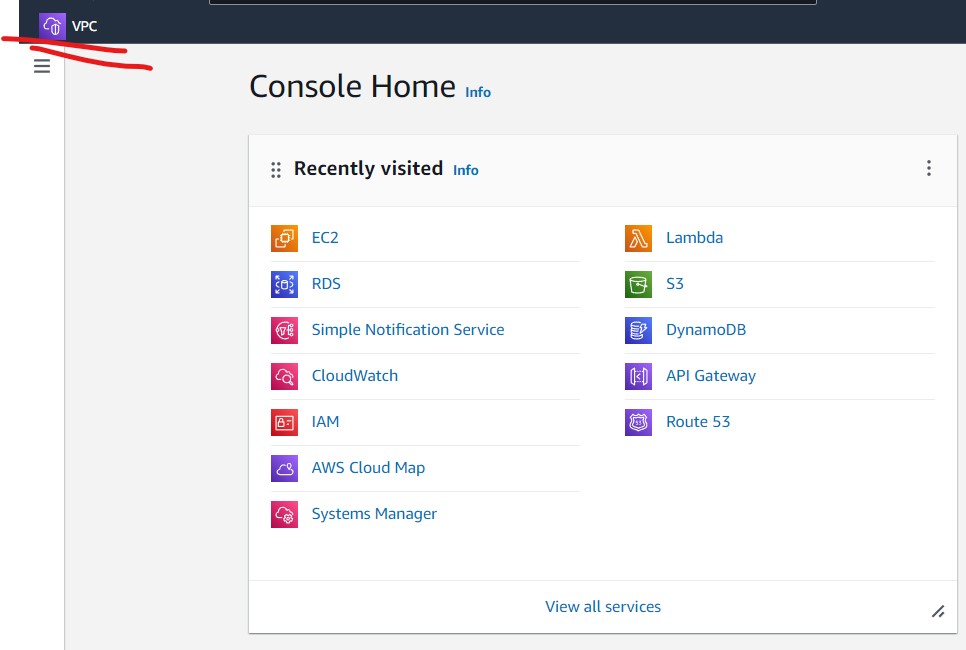 VPC
Console Home Info
Recently visited Info
EC2
RDS
Simple Notification Service
CloudWatch
IAM
AWS Cloud Map
Systems Manager
Lambda
S3
DynamoDB
API Gateway
Route 53
View all services